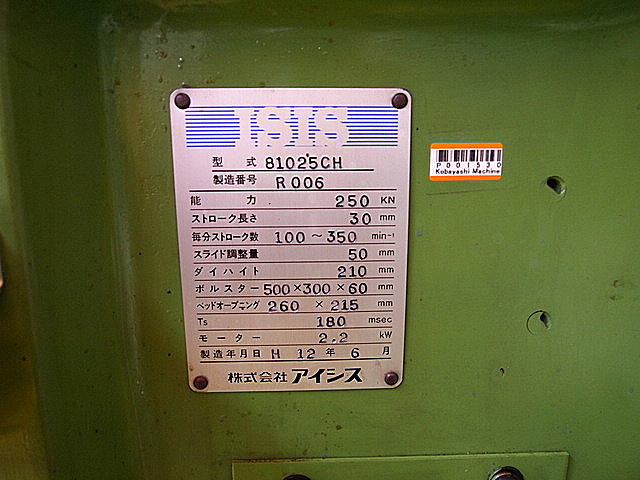 ISIS
型 式 81025CH
製造番号 R006
能 力 250 KN
ストローク長さ 30 mm
毎分ストローク数 100 ~ 350 min-1
スライド調整量 50 mm
ダイハイト 210 mm
ボルスター 500×300×60 mm
ベッドオープニング 260 × 215 mm
Ts 180 msec
モーター 2.2 kW
製造年月日 H 12 年 6 月
株式会社 アイシス
P001530
Kobayashi Machine